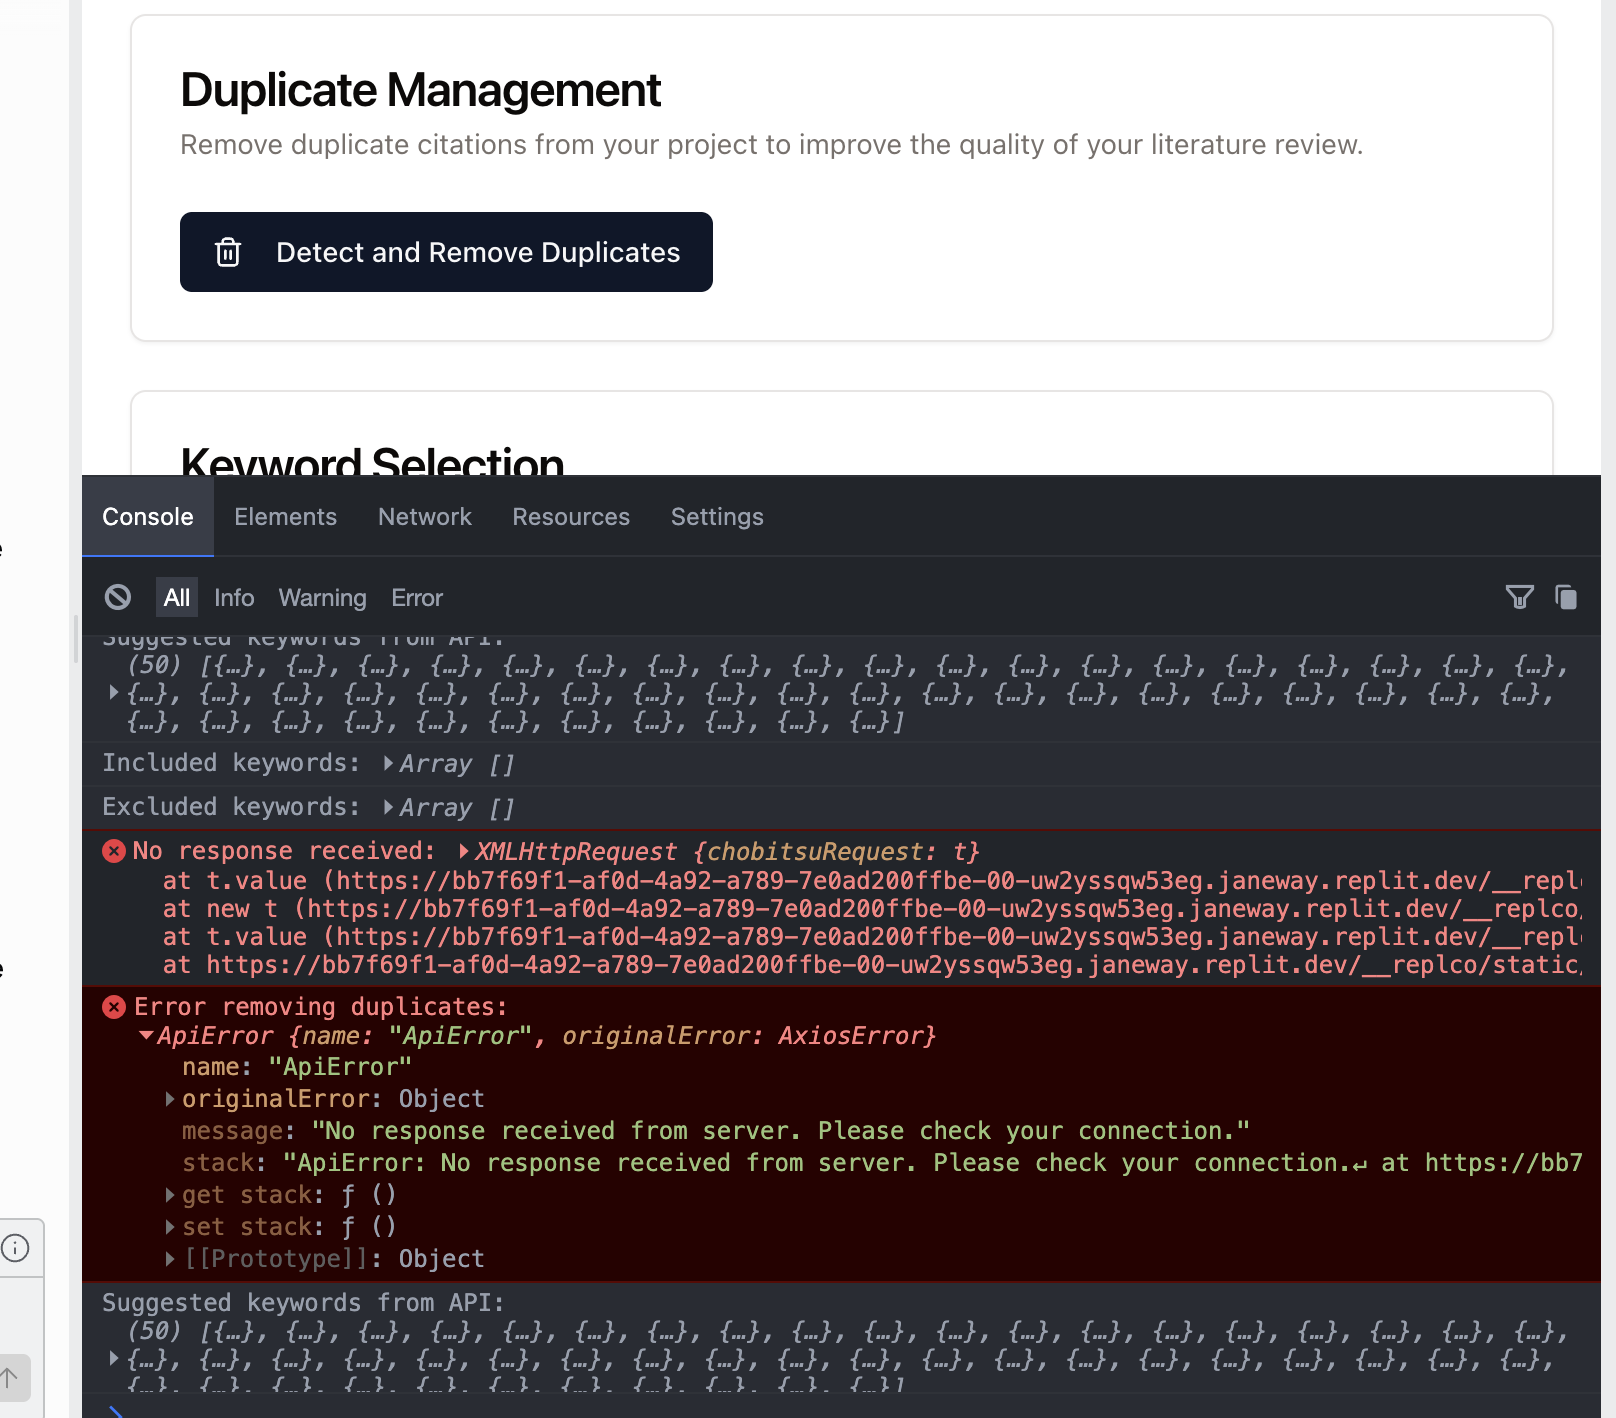 Duplicate Management
Remove duplicate citations from your project to improve the quality of your literature review.
Detect and Remove Duplicates
Keyword Selection
Console Elements Network Resources Settings
All Info Warning Error
Suggested keywords from API:
(50) [{…}, {…}, {…}, {…}, {…}, {…}, {…}, {…}, {…}, {…}, {…}, {…}, {…}, {…}, {…}, {…}, {…}, {…}, {…},
{…}, {…}, {…}, {…}, {…}, {…}, {…}, {…}, {…}, {…}, {…}, {…}, {…}, {…}, {…}, {…}, {…}, {…}, {…}, {…},
{…}, {…}, {…}, {…}, {…}, {…}, {…}, {…}, {…}, {…}, {…}]
Included keywords: Array []
Excluded keywords: Array []
No response received: XMLHttpRequest {chobitsuRequest: t}
at t.value (https://bb7f69f1-af0d-4a92-a789-7e0ad200ffbe-00-uw2yssqw53eg.janeway.replit.dev/__repl
at new t (https://bb7f69f1-af0d-4a92-a789-7e0ad200ffbe-00-uw2yssqw53eg.janeway.replit.dev/__replco/
at t.value (https://bb7f69f1-af0d-4a92-a789-7e0ad200ffbe-00-uw2yssqw53eg.janeway.replit.dev/__repl
at https://bb7f69f1-af0d-4a92-a789-7e0ad200ffbe-00-uw2yssqw53eg.janeway.replit.dev/__replco/static/
Error removing duplicates:
ApiError {name: "ApiError", originalError: AxiosError}
name: "ApiError"
originalError: Object
message: "No response received from server. Please check your connection."
stack: "ApiError: No response received from server. Please check your connection.↵ at https://bb7
get stack: ƒ ()
set stack: ƒ ()
[[Prototype]]: Object
Suggested keywords from API:
(50) [{…}, {…}, {…}, {…}, {…}, {…}, {…}, {…}, {…}, {…}, {…}, {…}, {…}, {…}, {…}, {…}, {…}, {…}, {…},
{…}, {…}, {…}, {…}, {…}, {…}, {…}, {…}, {…}, {…}, {…}, {…}, {…}, {…}, {…}, {…}, {…}, {…}, {…}, {…},
{…}, {…}, {…}, {…}, {…}, {…}, {…}, {…}, {…}, {…}, {…}]